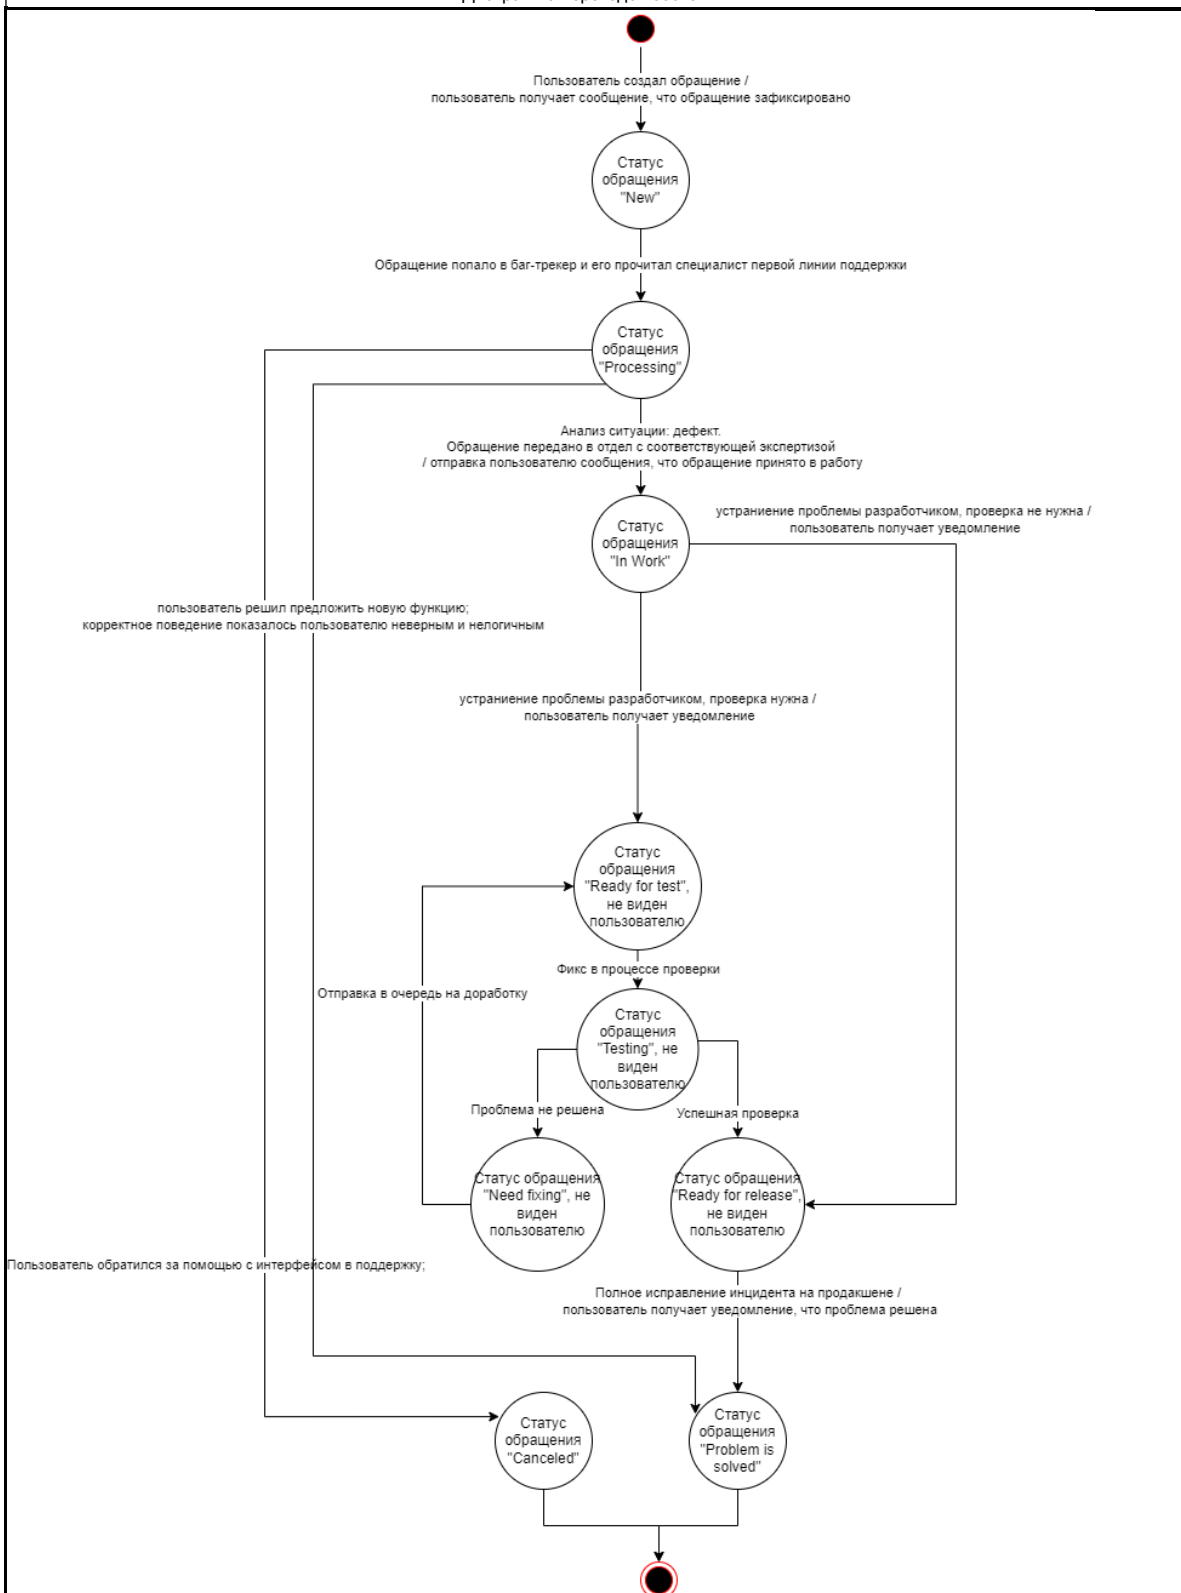 Пользователь создал обращение /
пользователь получает сообщение, что обращение зафиксировано
Статус
обращения
"New"
Обращение попало в баг-трекер и его прочитал специалист первой линии поддержки
Статус
обращения
"Processing"
Анализ ситуации: дефект.
Обращение передано в отдел с соответствующей экспертизой
/ отправка пользователю сообщения, что обращение принято в работу
Статус
обращения
"In Work"
устраниение проблемы разработчиком, проверка не нужна /
пользователь получает уведомление
пользователь решил предложить новую функцию;
корректное поведение показалось пользователю неверным и нелогичным
устраниение проблемы разработчиком, проверка нужна /
пользователь получает уведомление
Статус
обращения
"Ready for test",
не виден
пользователю
Фикс в процессе проверки
Отправка в очередь на доработку
Статус
обращения
"Testing", не
виден
пользователю
Проблема не решена
Успешная проверка
Статус обращения
"Need fixing", не
виден
пользователю
Статус обращения
"Ready for release",
не виден
пользователю
Пользователь обратился за помощью с интерфейсом в поддержку;
Полное исправление инцидента на продакшене /
пользователь получает уведомление, что проблема решена
Статус
обращения
"Canceled"
Статус
обращения
"Problem is
solved"